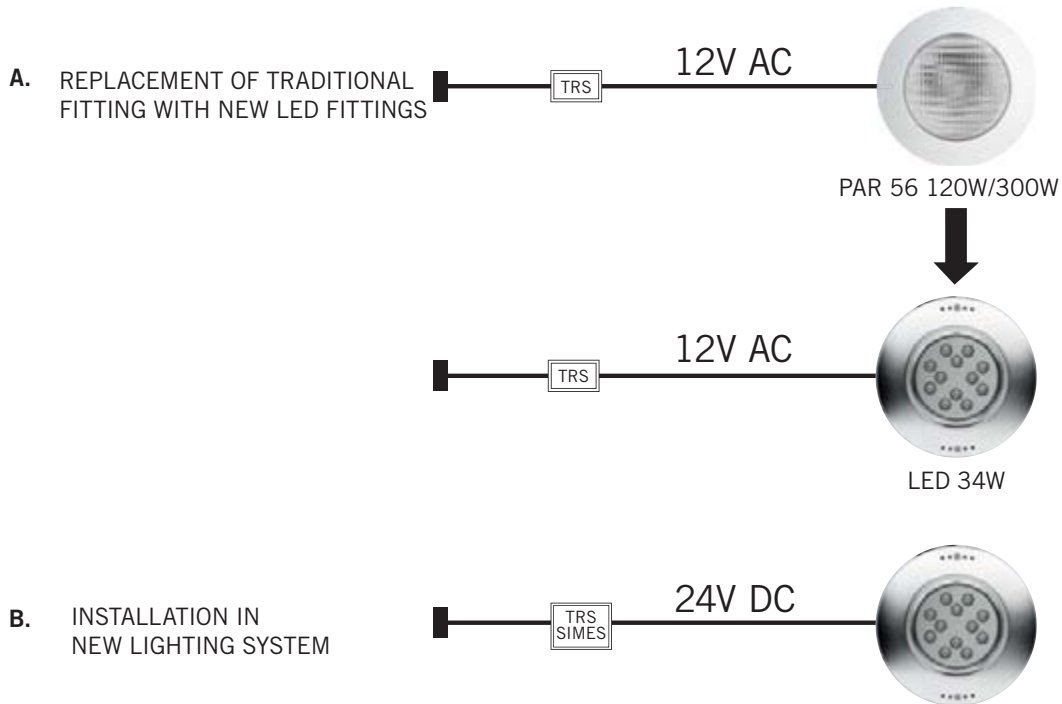 A. REPLACEMENT OF TRADITIONAL
FITTING WITH NEW LED FITTINGS
TRS
12V AC
PAR 56 120W/300W
TRS
12V AC
LED 34W
B. INSTALLATION IN
NEW LIGHTING SYSTEM
TRS
SIMES
24V DC